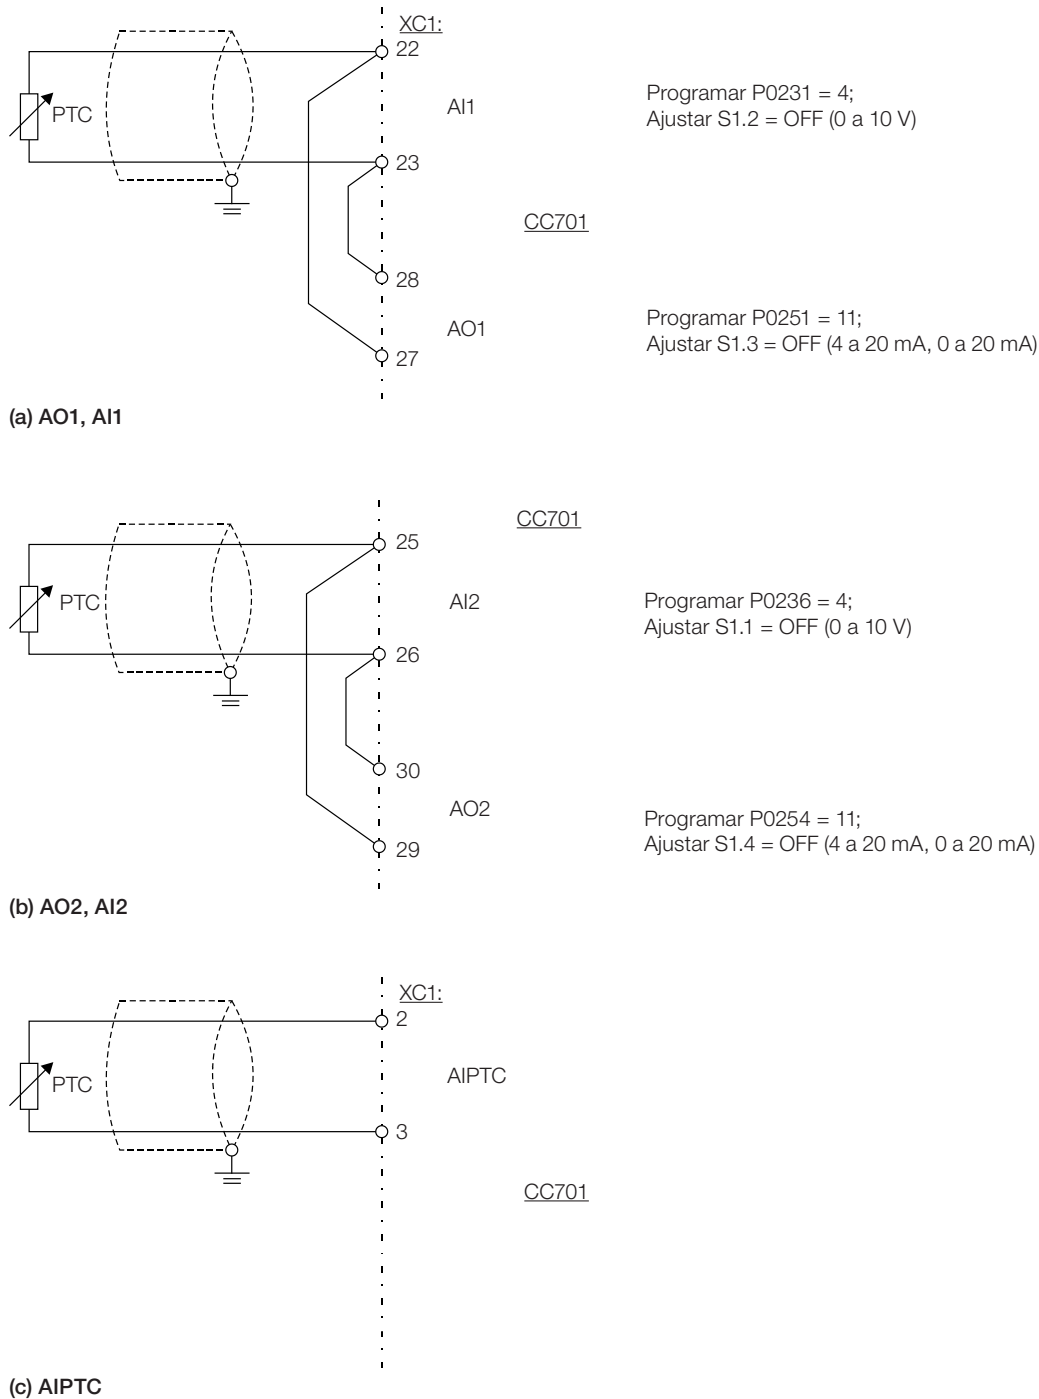 XC1:
22
PTC
AI1
Programar P0231 = 4;
Ajustar S1.2 = OFF (0 a 10 V)
23
CC701
28
AO1
Programar P0251 = 11;
Ajustar S1.3 = OFF (4 a 20 mA, 0 a 20 mA)
27
(a) AO1, AI1
CC701
25
PTC
AI2
Programar P0236 = 4;
Ajustar S1.1 = OFF (0 a 10 V)
26
30
AO2
Programar P0254 = 11;
Ajustar S1.4 = OFF (4 a 20 mA, 0 a 20 mA)
29
(b) AO2, AI2
XC1:
2
PTC
AIPTC
3
CC701
(c) AIPTC